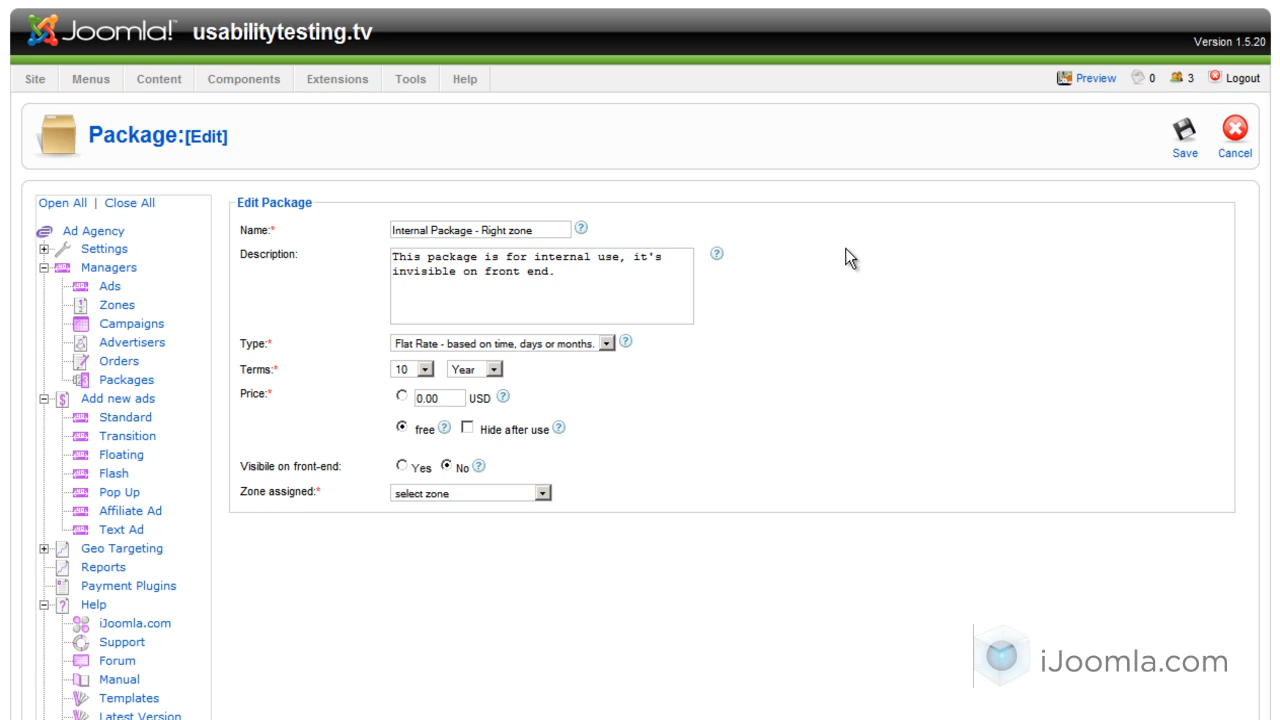 Joomla! usabilitytesting.tv
Version 1.5.20
Site Menus Content Components Extensions Tools Help Preview 0 3 Logout
Package:[Edit]
Save Cancel
Open All | Close All
Ad Agency
Settings
Managers
Ads
Zones
Campaigns
Advertisers
Orders
Packages
Add new ads
Standard
Transition
Floating
Flash
Pop Up
Affiliate Ad
Text Ad
Geo Targeting
Reports
Payment Plugins
Help
iJoomla.com
Support
Forum
Manual
Templates
Latest Version
Edit Package
Name:* Internal Package - Right zone
Description: This package is for internal use, it's
invisible on front end.
Type:* Flat Rate - based on time, days or months.
Terms:* 10 Year
Price:* 0.00 USD
free Hide after use
Visibile on front-end: Yes No
Zone assigned:* select zone
iJoomla.com